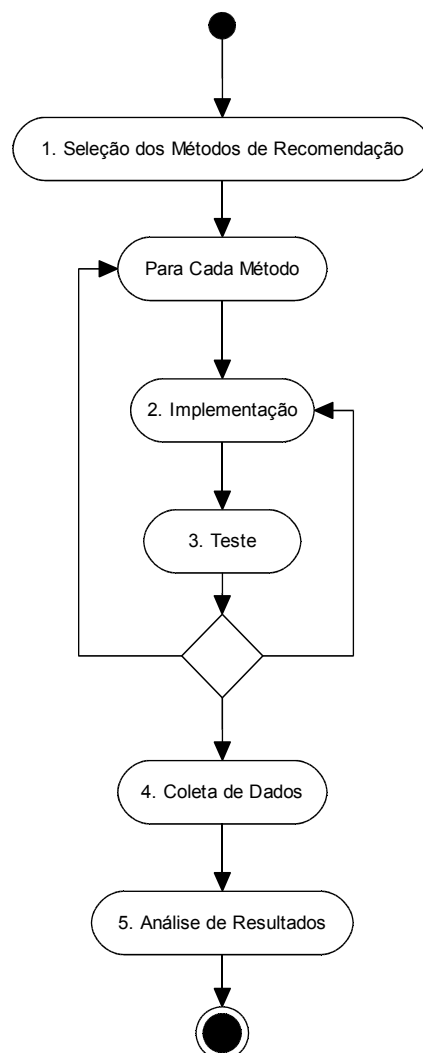 1. Seleção dos Métodos de Recomendação
Para Cada Método
2. Implementação
3. Teste
4. Coleta de Dados
5. Análise de Resultados